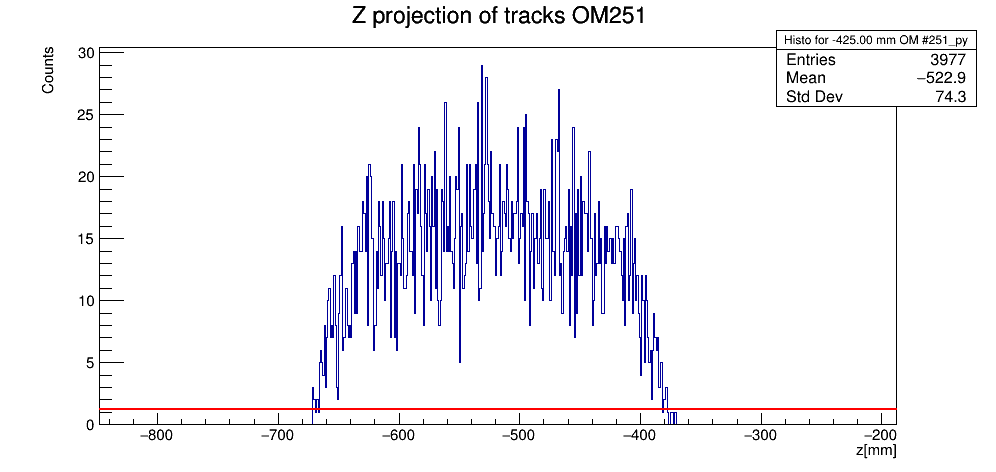 Z projection of tracks OM251
Histo for -425.00 mm OM #251_py
Entries 3977
Mean −522.9
Std Dev 74.3
Counts
30
25
20
15
10
5
0
−800 −700 −600 −500 −400 −300 −200
z[mm]